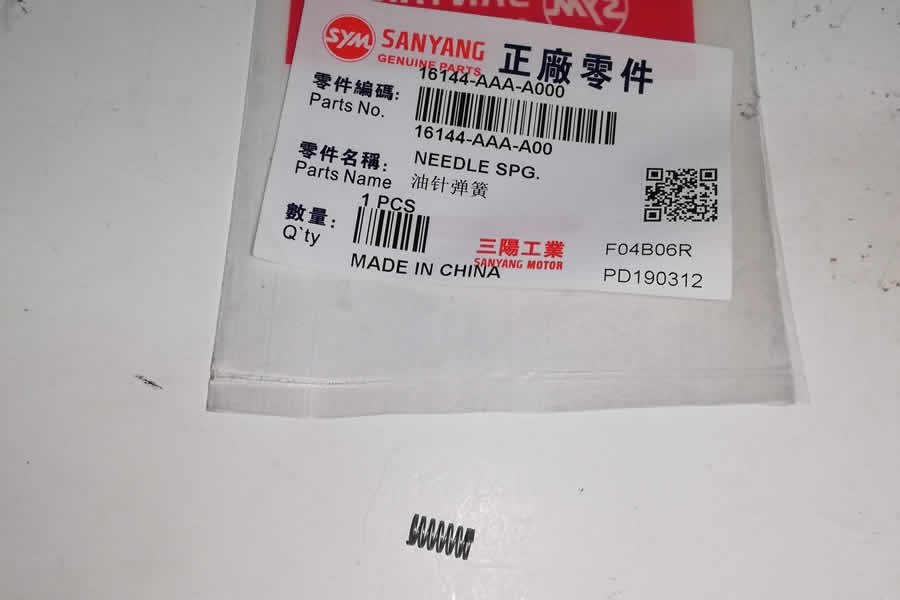 SYM SANYANG 正廠零件
GENUINE PARTS
16144-AAA-A000
零件編碼:
Parts No.
16144-AAA-A00
零件名稱:
Parts Name
NEEDLE SPG.
油针弹簧
1 PCS
數量:
Q`ty
三陽工業
SANYANG MOTOR
MADE IN CHINA
F04B06R
PD190312